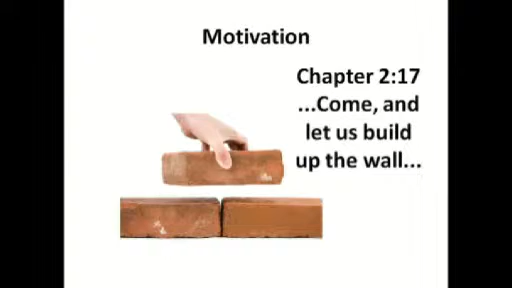 Motivation
Chapter 2:17
...Come, and
let us build
up the wall...